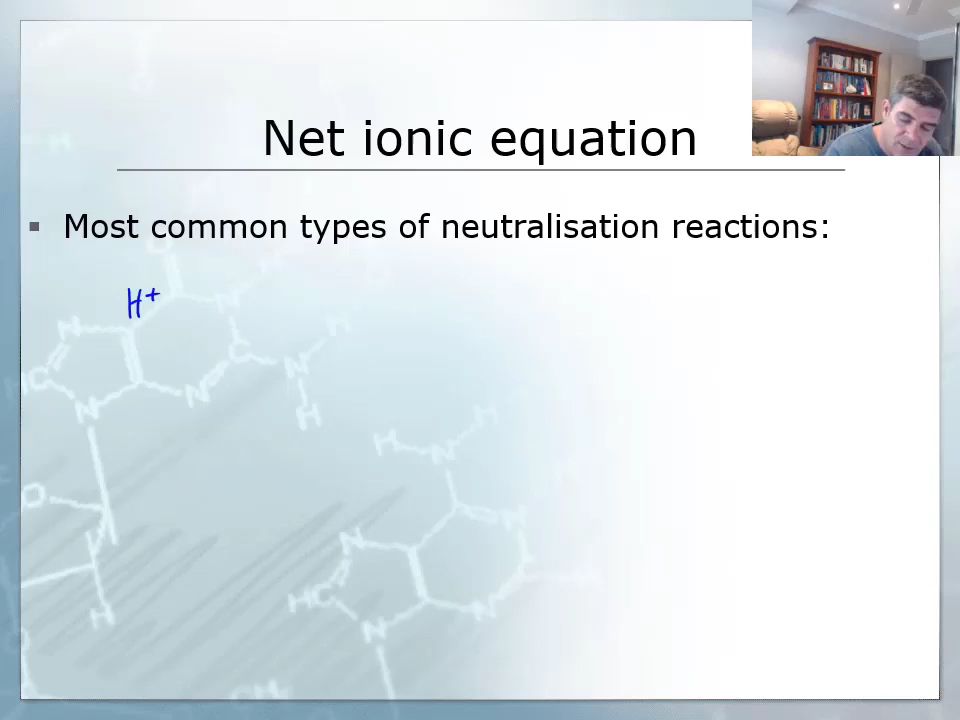 Net ionic equation
▪ Most common types of neutralisation reactions:
H⁺